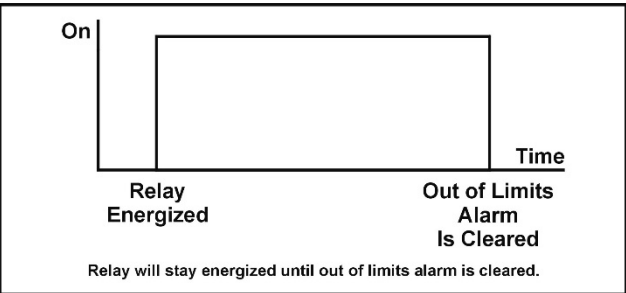 On
Time
Relay
Energized
Out of Limits
Alarm
Is Cleared
Relay will stay energized until out of limits alarm is cleared.